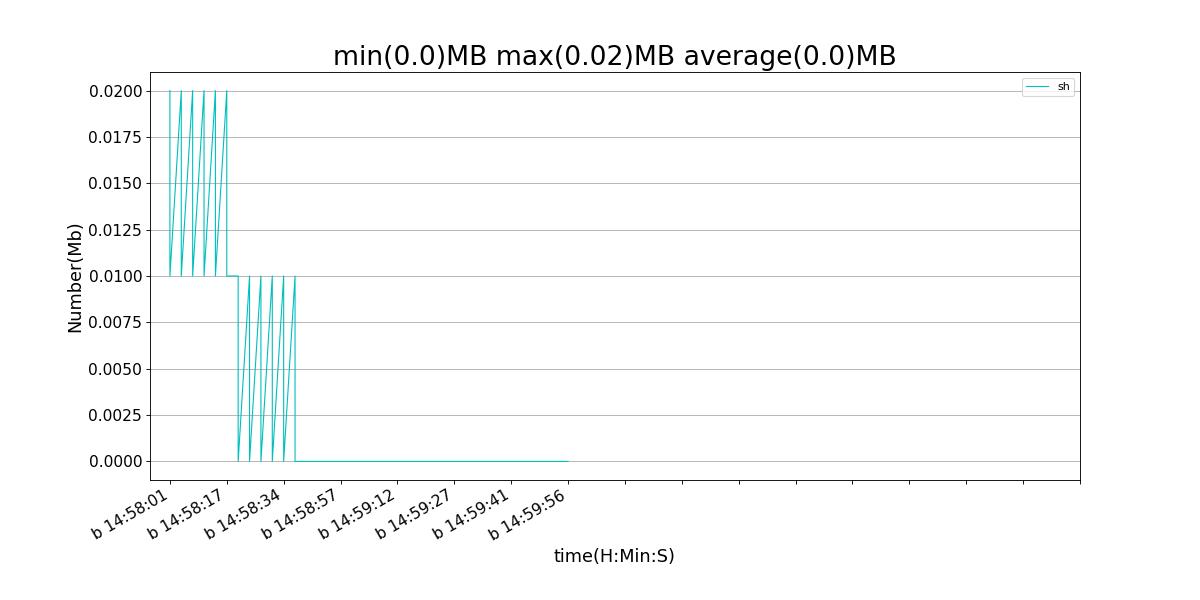 min(0.0)MB max(0.02)MB average(0.0)MB
sh
0.0200
0.0175
0.0150
0.0125
0.0100
0.0075
0.0050
0.0025
0.0000
Number(Mb)
b 14:58:01
b 14:58:17
b 14:58:34
b 14:58:57
b 14:59:12
b 14:59:27
b 14:59:41
b 14:59:56
time(H:Min:S)